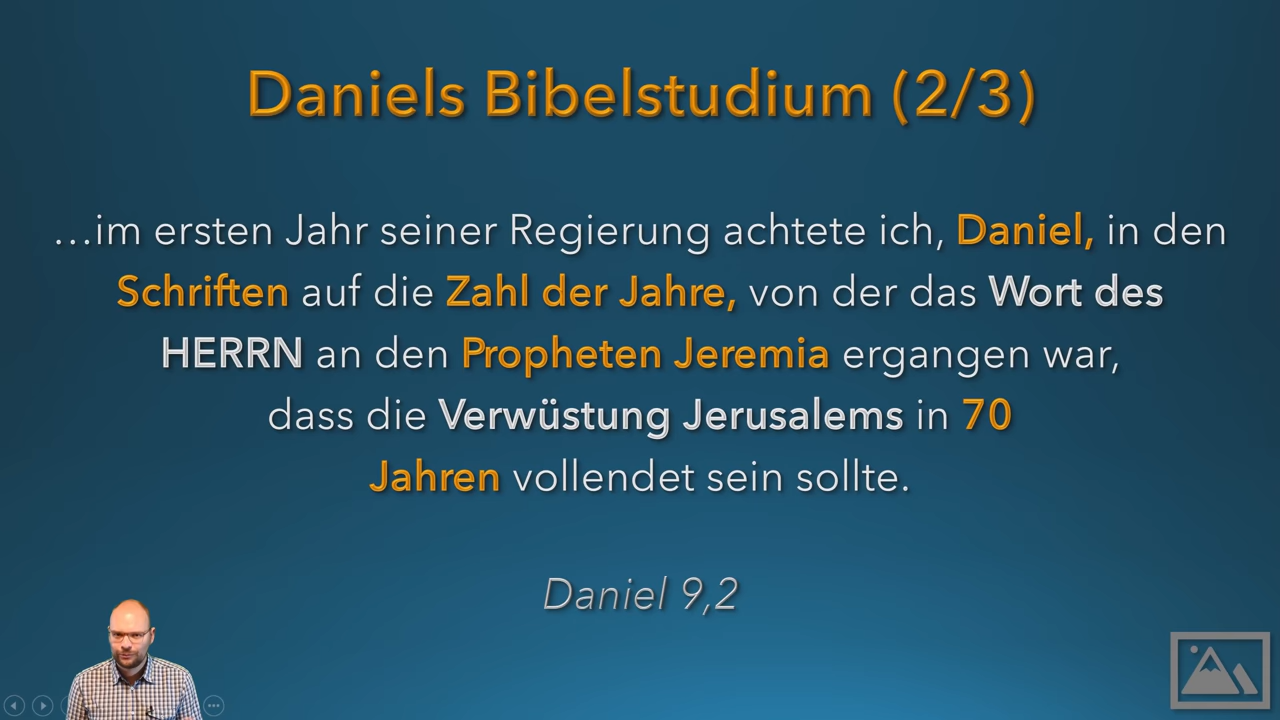 Daniels Bibelstudium (2/3)
…im ersten Jahr seiner Regierung achtete ich, Daniel, in den
Schriften auf die Zahl der Jahre, von der das Wort des
HERRN an den Propheten Jeremia ergangen war,
dass die Verwüstung Jerusalems in 70
Jahren vollendet sein sollte.
Daniel 9,2